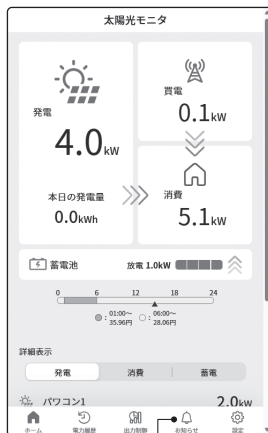 太陽光モニタ
発電
4.0kW
本日の発電量
0.0kWh
買電
0.1kW
消費
5.1kW
蓄電池
放電 1.0kW
0 6 12 18 24
: 01:00〜 35.96円
: 06:00〜 28.06円
詳細表示
発電 消費 蓄電
パワコン1 2.0kW
ホーム 電力履歴 出力制御 お知らせ 設定